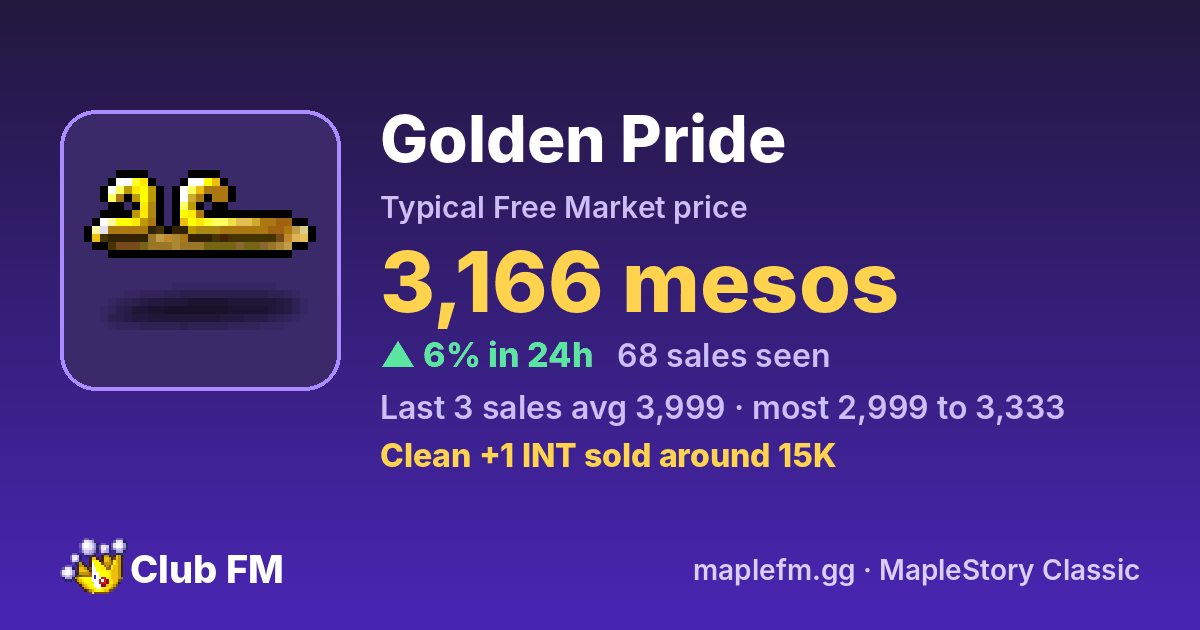 Golden Pride
Typical Free Market price
3,166 mesos
▲ 6% in 24h 68 sales seen
Last 3 sales avg 3,999 · most 2,999 to 3,333
Clean +1 INT sold around 15K
Club FM
maplefm.gg · MapleStory Classic